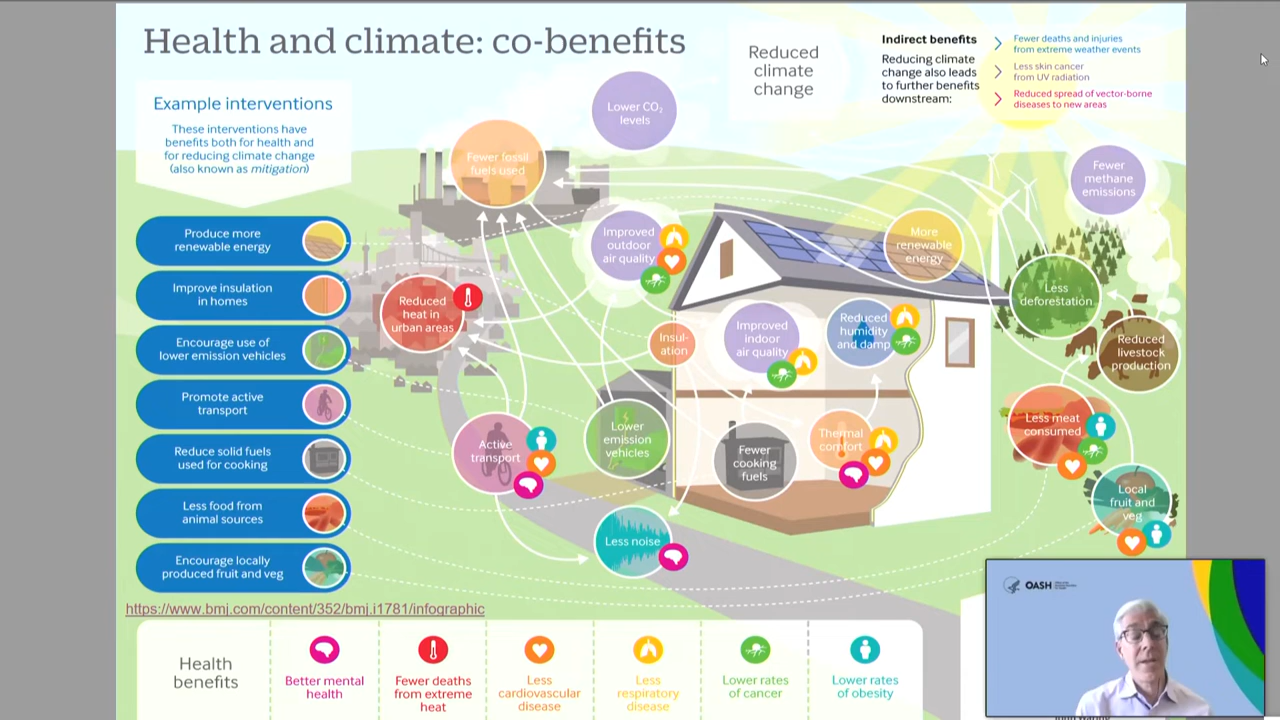 Health and climate: co-benefits
Reduced
climate
change
Indirect benefits
Reducing climate
change also leads
to further benefits
downstream:
Fewer deaths and injuries
from extreme weather events
Less skin cancer
from UV radiation
Reduced spread of vector-borne
diseases to new areas
Example interventions
These interventions have
benefits both for health and
for reducing climate change
(also known as mitigation)
Produce more
renewable energy
Improve insulation
in homes
Encourage use of
lower emission vehicles
Promote active
transport
Reduce solid fuels
used for cooking
Less food from
animal sources
Encourage locally
produced fruit and veg
Lower CO₂
levels
Fewer fossil
fuels used
Fewer
methane
emissions
Improved
outdoor
air quality
More
renewable
energy
Reduced
heat in
urban areas
Less
deforestation
Insul-
ation
Improved
indoor
air quality
Reduced
humidity
and damp
Reduced
livestock
production
Active
transport
Lower
emission
vehicles
Fewer
cooking
fuels
Thermal
comfort
Less meat
consumed
Local
fruit and
veg
Less noise
https://www.bmj.com/content/352/bmj.i1781/infographic
OASH
Health
benefits
Better mental
health
Fewer deaths
from extreme
heat
Less
cardiovascular
disease
Less
respiratory
disease
Lower rates
of cancer
Lower rates
of obesity